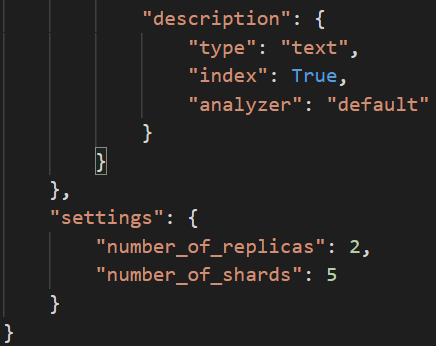 "description": {
"type": "text",
"index": True,
"analyzer": "default"
}
}
},
"settings": {
"number_of_replicas": 2,
"number_of_shards": 5
}
}